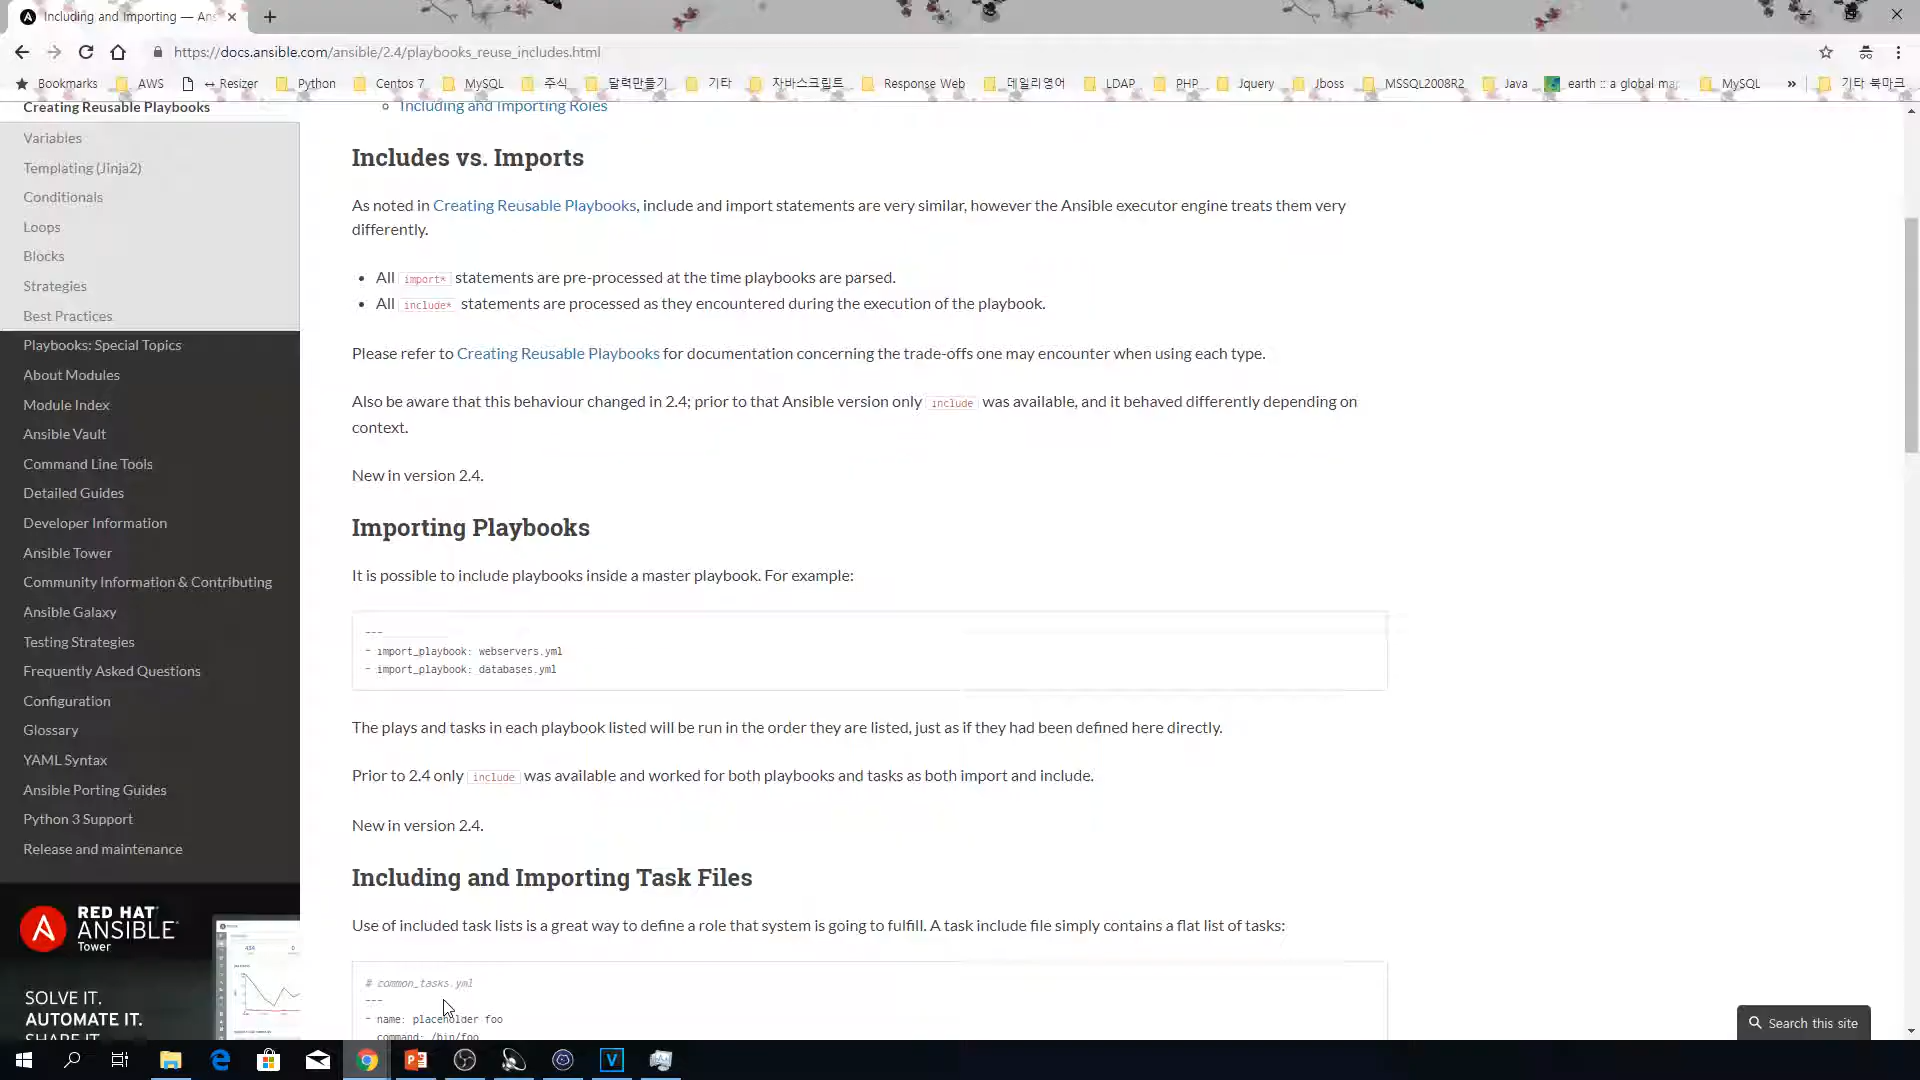 Including and Importing — Ans
https://docs.ansible.com/ansible/2.4/playbooks_reuse_includes.html
Bookmarks AWS ↔ Resizer Python Centos 7 MySQL 주식 달력만들기 기타 자바스크립트 Response Web 데일리영어 LDAP PHP Jquery Jboss MSSQL2008R2 Java earth :: a global ma MySQL » 기타 북마크
Creating Reusable Playbooks
Variables
Templating (Jinja2)
Conditionals
Loops
Blocks
Strategies
Best Practices
Playbooks: Special Topics
About Modules
Module Index
Ansible Vault
Command Line Tools
Detailed Guides
Developer Information
Ansible Tower
Community Information & Contributing
Ansible Galaxy
Testing Strategies
Frequently Asked Questions
Configuration
Glossary
YAML Syntax
Ansible Porting Guides
Python 3 Support
Release and maintenance
RED HAT
ANSIBLE
Tower
SOLVE IT.
AUTOMATE IT.
SHARE IT.
Including and Importing Roles
Includes vs. Imports
As noted in Creating Reusable Playbooks, include and import statements are very similar, however the Ansible executor engine treats them very
differently.
• All import* statements are pre-processed at the time playbooks are parsed.
• All include* statements are processed as they encountered during the execution of the playbook.
Please refer to Creating Reusable Playbooks for documentation concerning the trade-offs one may encounter when using each type.
Also be aware that this behaviour changed in 2.4; prior to that Ansible version only include was available, and it behaved differently depending on
context.
New in version 2.4.
Importing Playbooks
It is possible to include playbooks inside a master playbook. For example:
---
- import_playbook: webservers.yml
- import_playbook: databases.yml
The plays and tasks in each playbook listed will be run in the order they are listed, just as if they had been defined here directly.
Prior to 2.4 only include was available and worked for both playbooks and tasks as both import and include.
New in version 2.4.
Including and Importing Task Files
Use of included task lists is a great way to define a role that system is going to fulfill. A task include file simply contains a flat list of tasks:
# common_tasks.yml
---
- name: placeholder foo
command: /bin/foo
Search this site